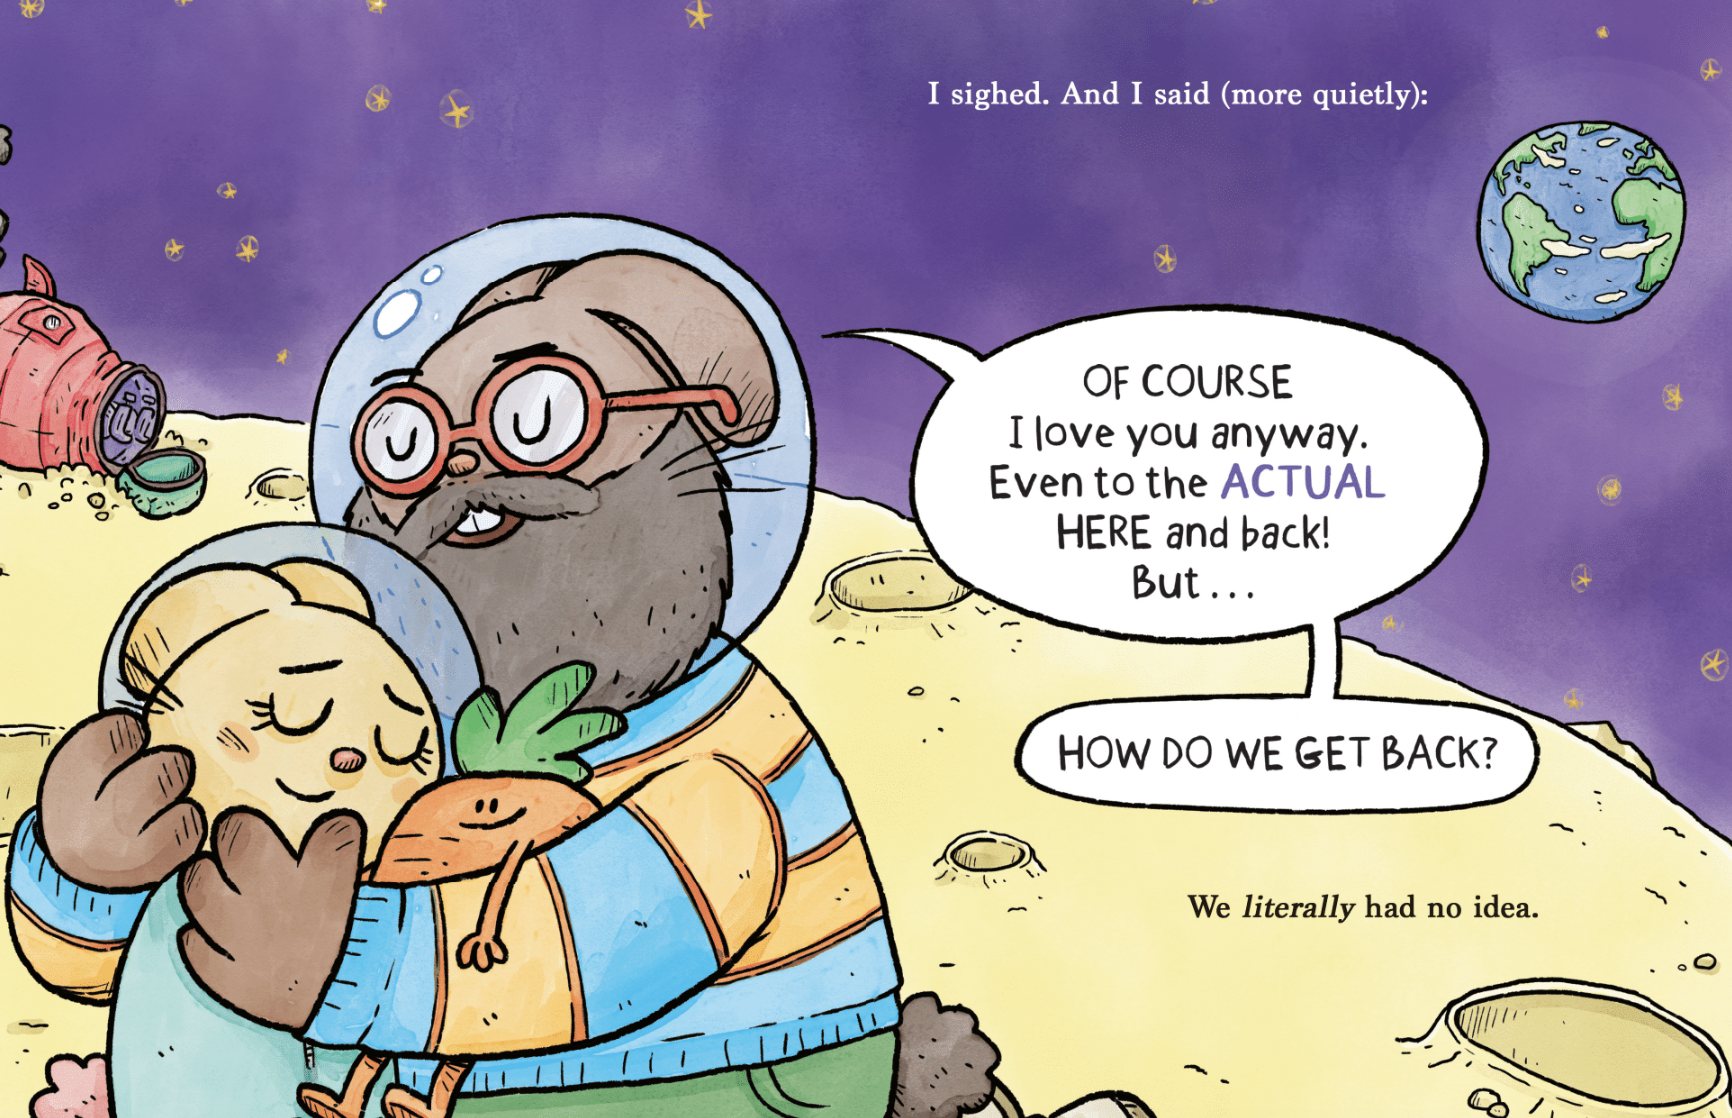 I sighed. And I said (more quietly):
OF COURSE
I love you anyway.
Even to the ACTUAL
HERE and back!
But...
HOW DO WE GET BACK?
We literally had no idea.